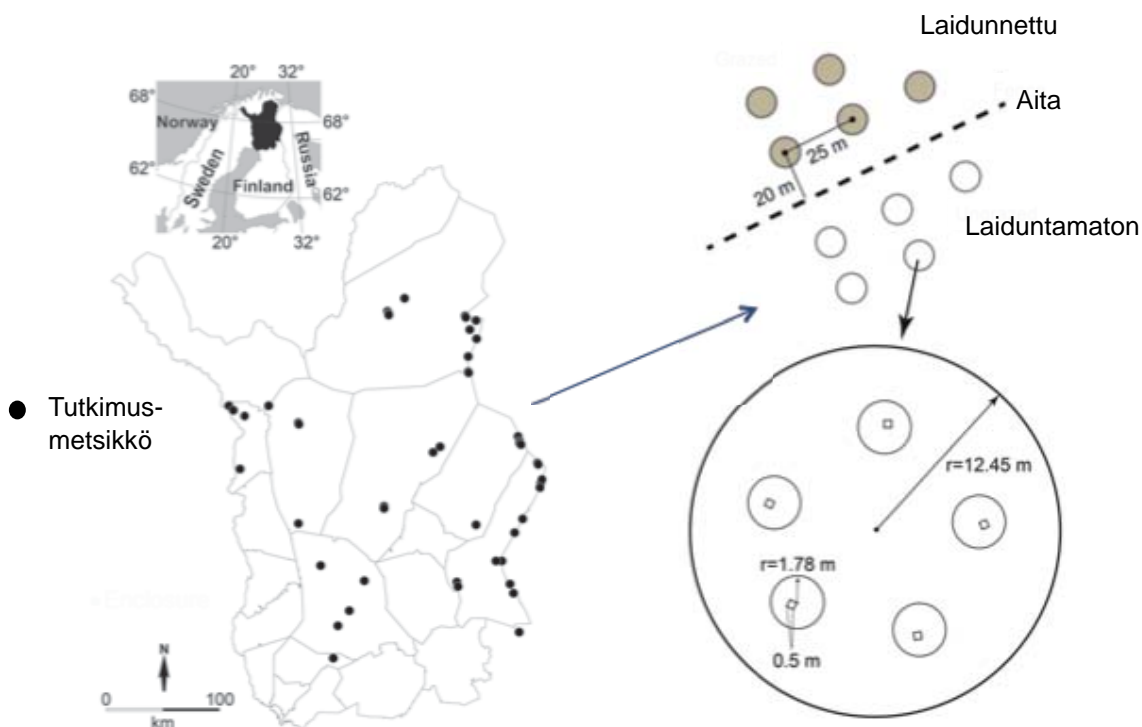 Laidunnettu
Aita
25 m
20 m
Laiduntamaton
20° 32°
68°
68°
Norway
Sweden
Finland
Russia
62°
62°
20° 32°
Tutkimus-
metsikkö
r=12.45 m
r=1.78 m
0.5 m
Enclosure
N
0 100
km